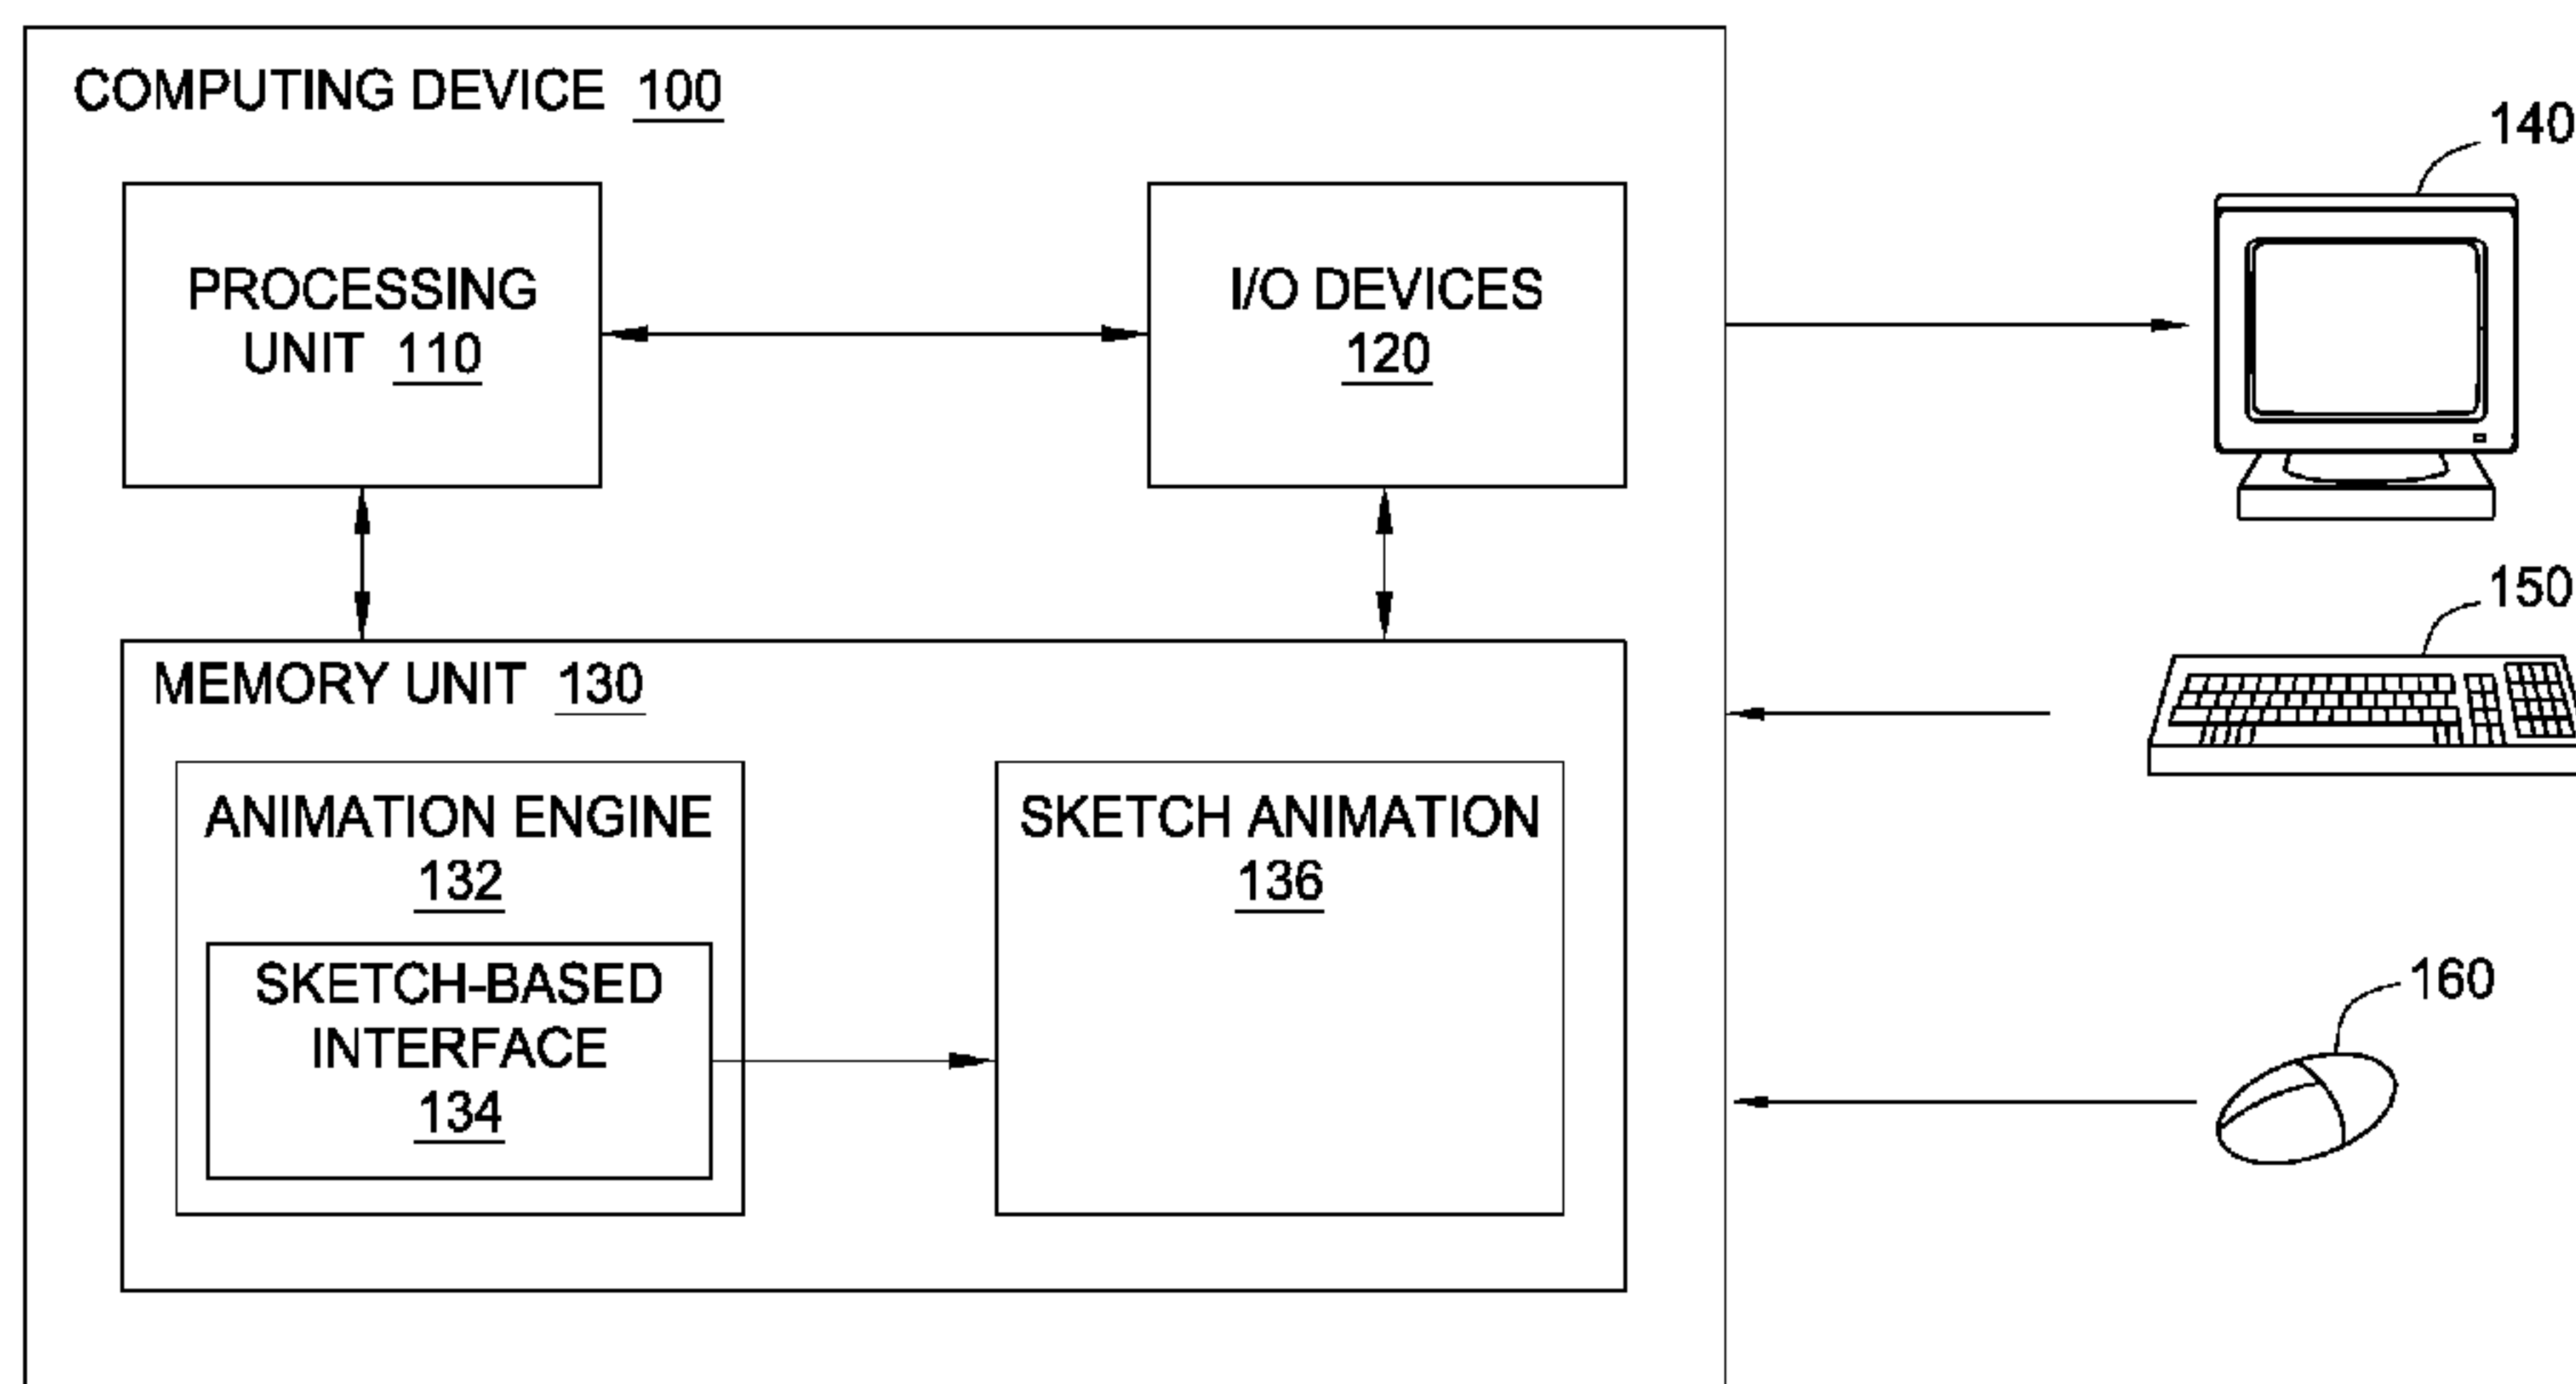 COMPUTING DEVICE 100
PROCESSING
UNIT 110
I/O DEVICES
120
140
MEMORY UNIT 130
150
ANIMATION ENGINE
132
SKETCH-BASED
INTERFACE
134
SKETCH ANIMATION
136
160